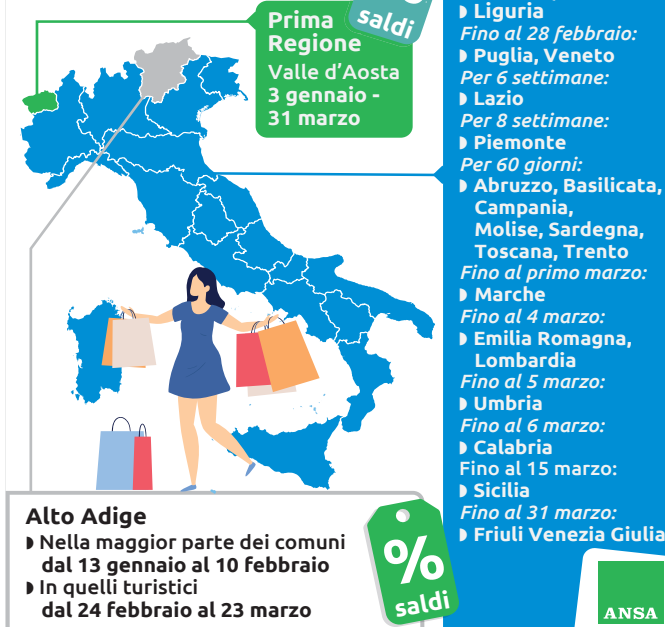 saldi
Prima
Regione
Valle d'Aosta
3 gennaio -
31 marzo
◗ Liguria
Fino al 28 febbraio:
◗ Puglia, Veneto
Per 6 settimane:
◗ Lazio
Per 8 settimane:
◗ Piemonte
Per 60 giorni:
◗ Abruzzo, Basilicata,
Campania,
Molise, Sardegna,
Toscana, Trento
Fino al primo marzo:
◗ Marche
Fino al 4 marzo:
◗ Emilia Romagna,
Lombardia
Fino al 5 marzo:
◗ Umbria
Fino al 6 marzo:
◗ Calabria
Fino al 15 marzo:
◗ Sicilia
Fino al 31 marzo:
◗ Friuli Venezia Giulia
Alto Adige
◗ Nella maggior parte dei comuni
dal 13 gennaio al 10 febbraio
◗ In quelli turistici
dal 24 febbraio al 23 marzo
%
saldi
ANSA